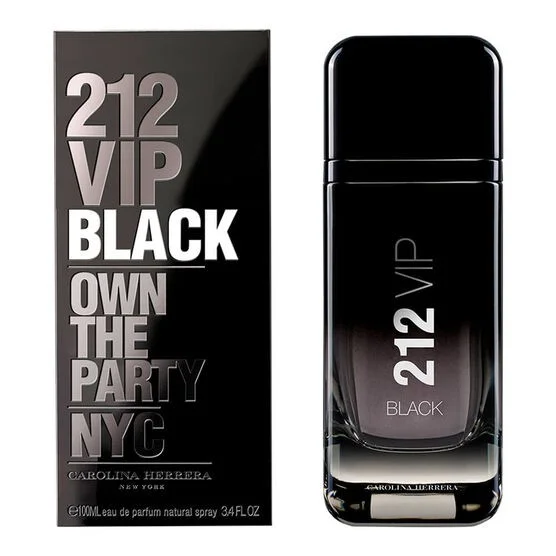 212
VIP
BLACK
OWN
THE
PARTY
NYC
CAROLINA HERRERA
NEW YORK
℮100ML eau de parfum natural spray 3.4 FL.OZ
212 VIP
BLACK
CAROLINA HERRERA